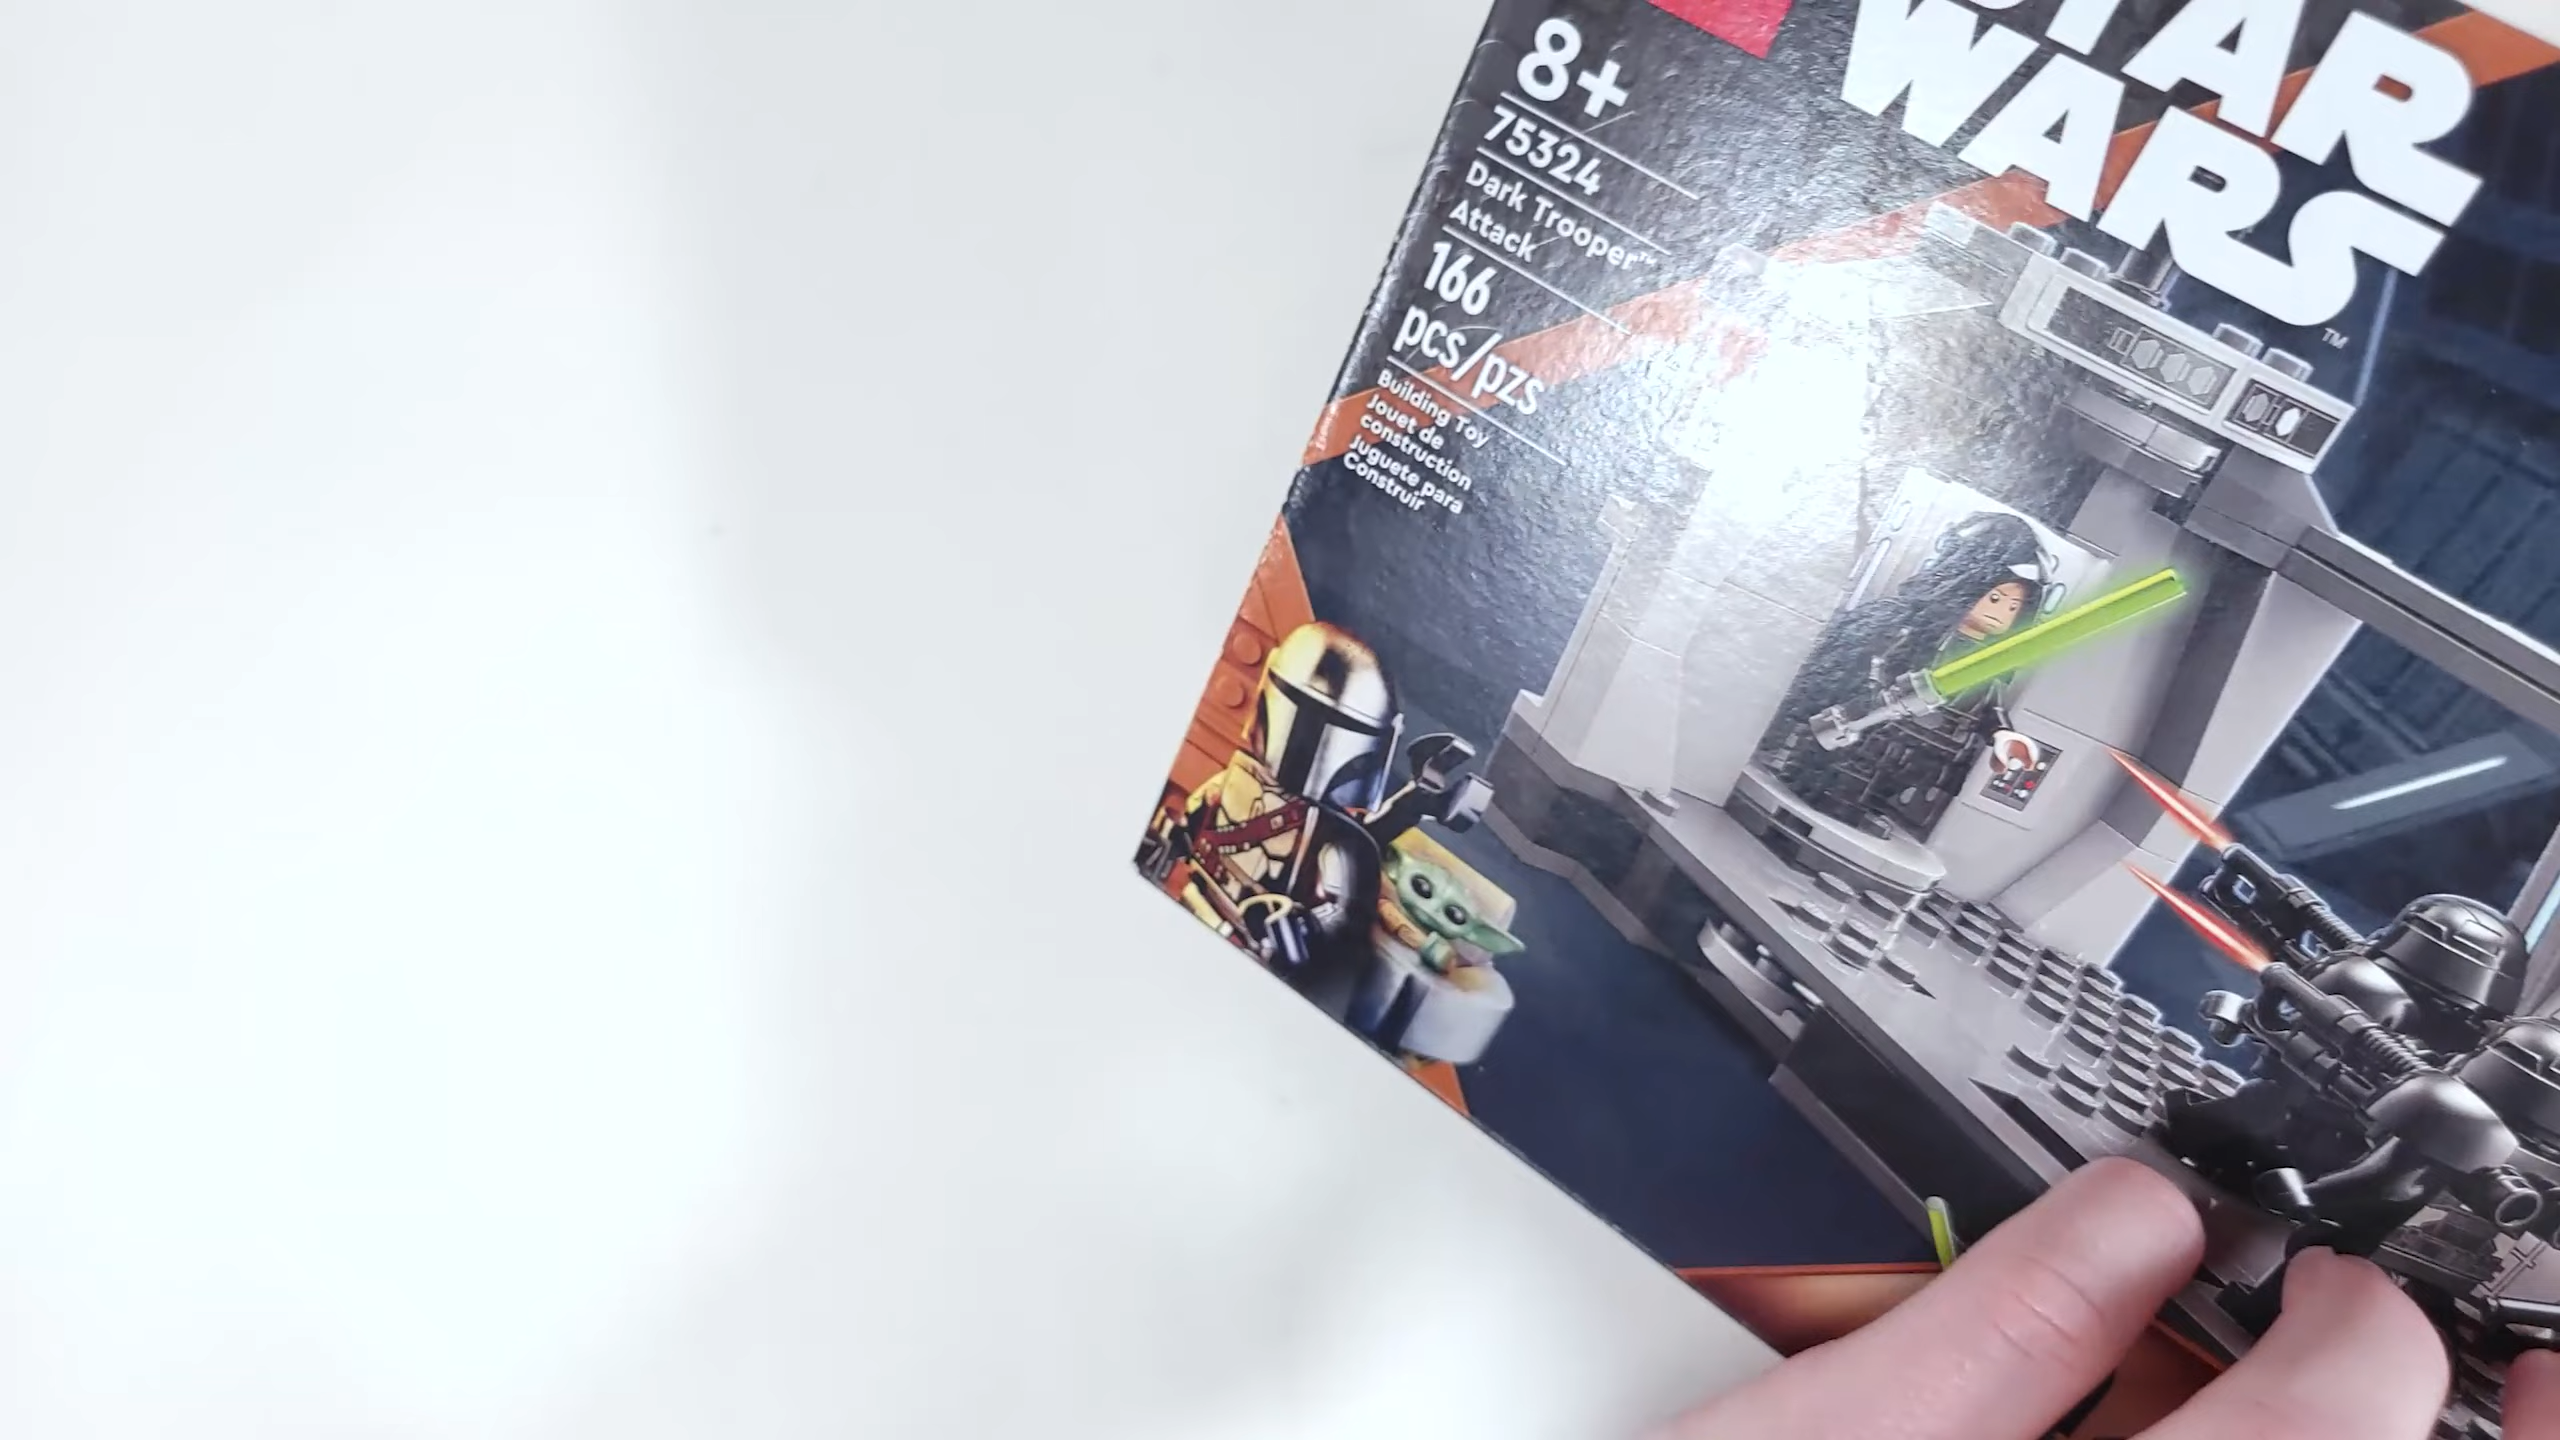 STAR
WARS
™
8+
75324
Dark Trooper™
Attack
166
pcs/pzs
Building Toy
Jouet de
construction
Juguete para
Construir